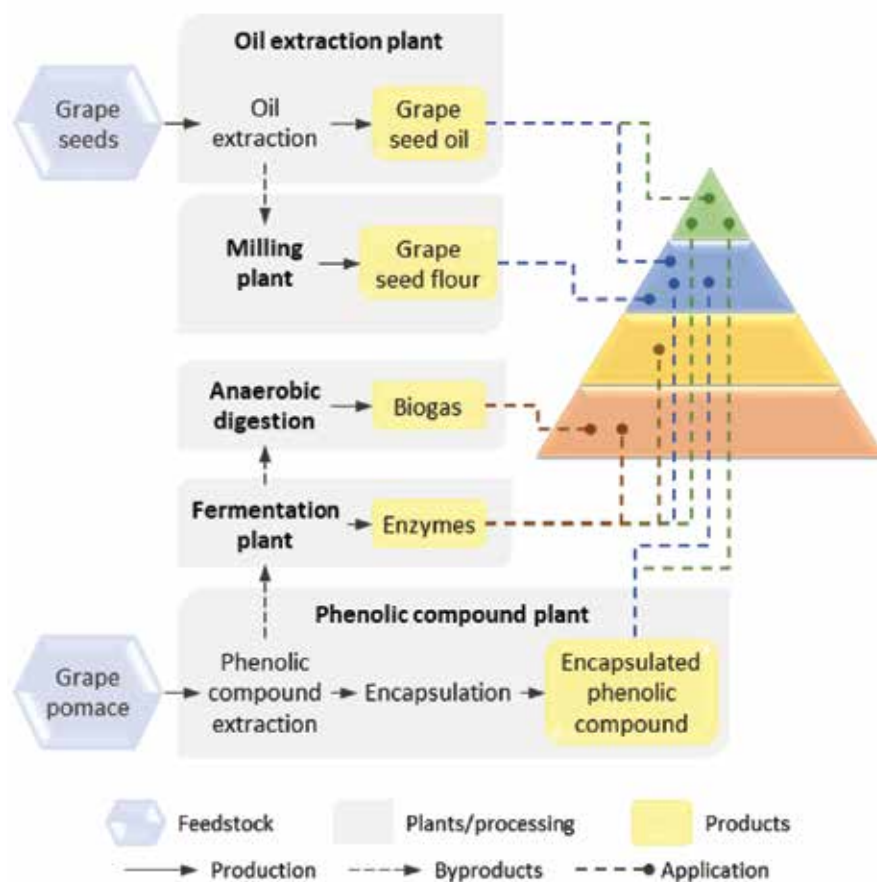 Oil extraction plant
Grape
seeds
Oil
extraction
Grape
seed oil
Milling
plant
Grape
seed flour
Anaerobic
digestion
Biogas
Fermentation
plant
Enzymes
Phenolic compound plant
Grape
pomace
Phenolic
compound
extraction
Encapsulation
Encapsulated
phenolic
compound
Feedstock
Plants/processing
Products
Production
Byproducts
Application